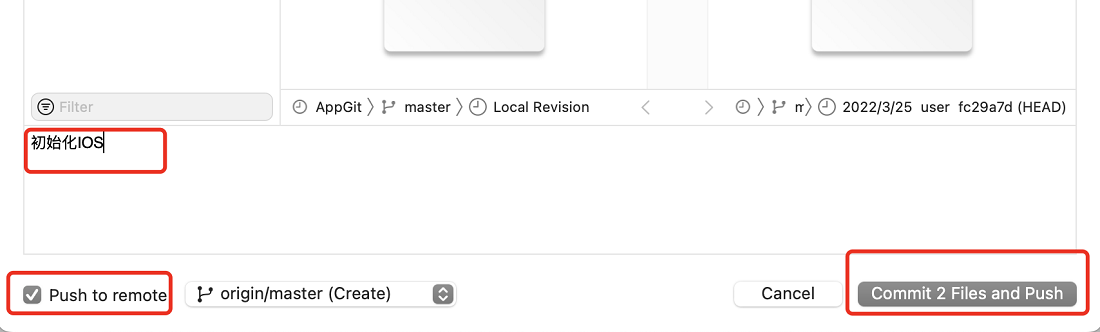 Filter
AppGit master Local Revision
m 2022/3/25 user fc29a7d (HEAD)
初始化IOS
Push to remote
origin/master (Create)
Cancel
Commit 2 Files and Push